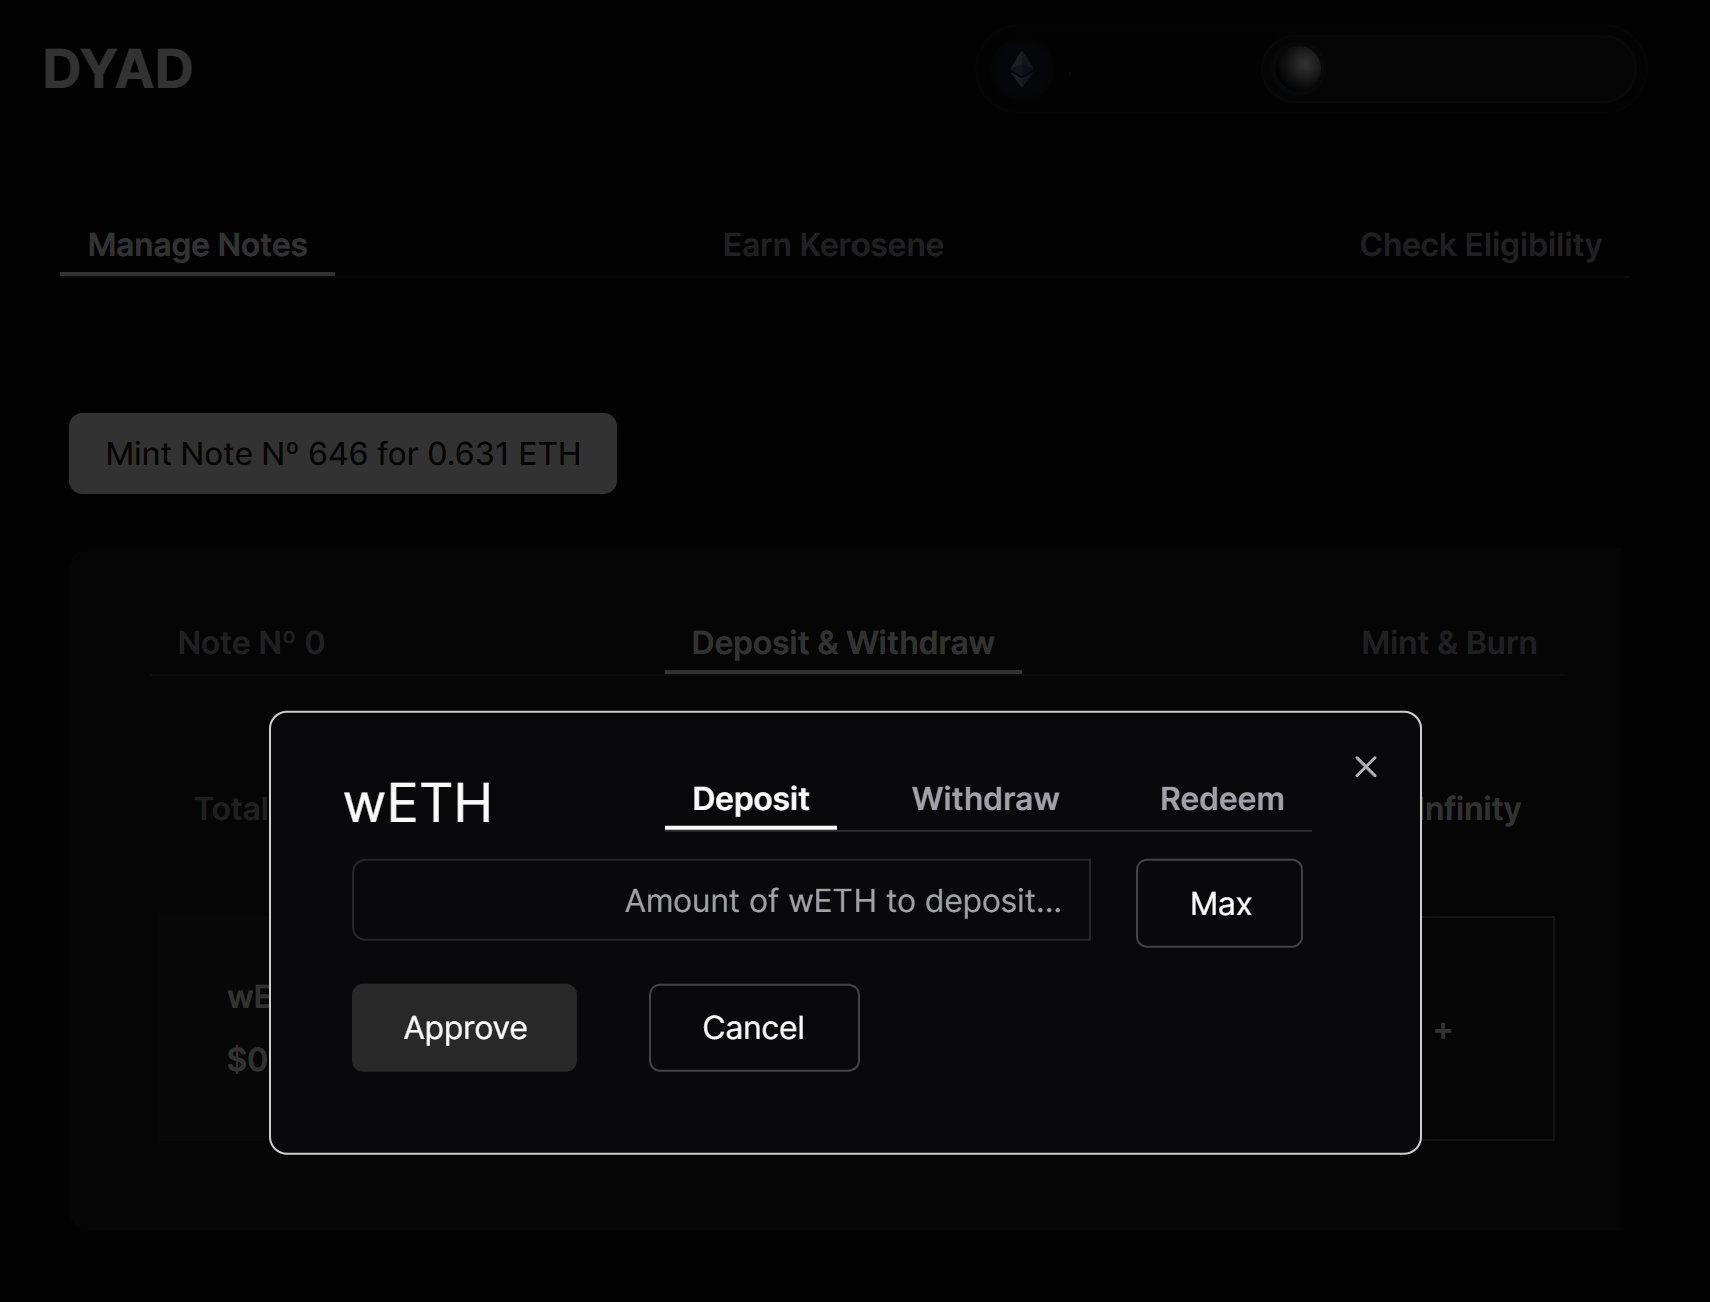 DYAD
Manage Notes
Earn Kerosene
Check Eligibility
Mint Note Nº 646 for 0.631 ETH
Note Nº 0
Deposit & Withdraw
Mint & Burn
Total
nfinity
wETH
Deposit
Withdraw
Redeem
Amount of wETH to deposit...
Max
wE
$0
+
Approve
Cancel